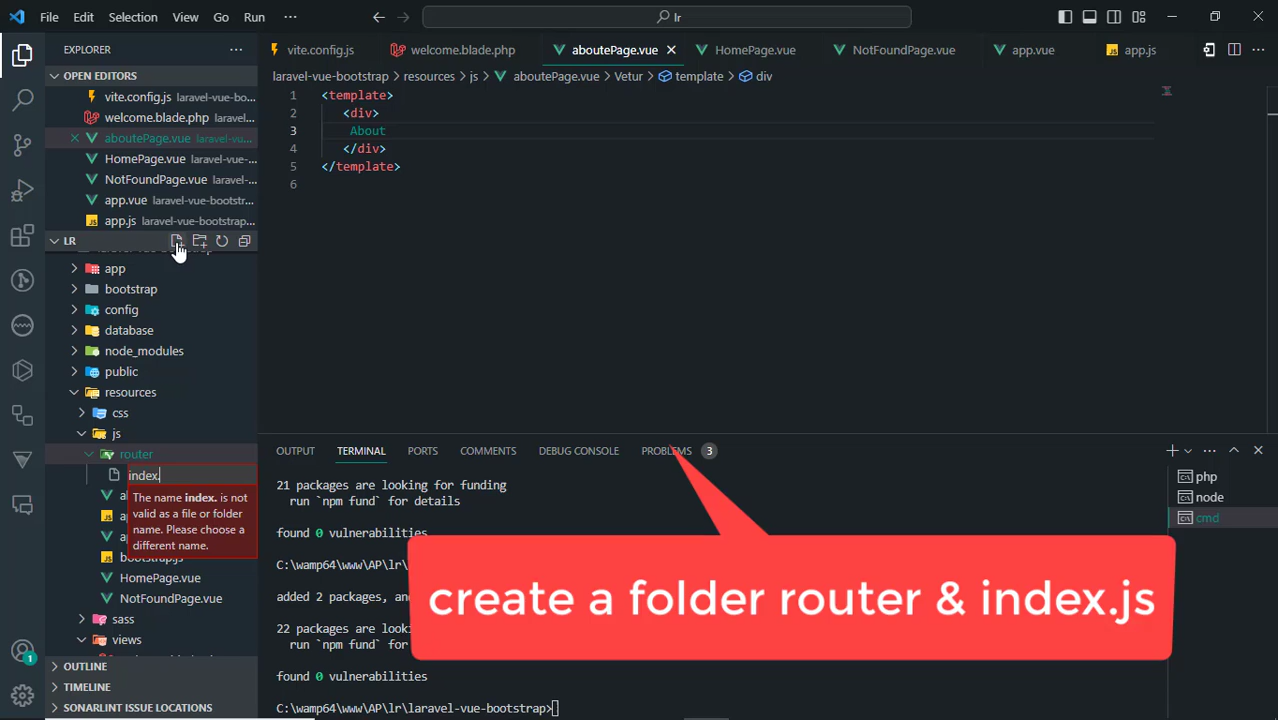 File Edit Selection View Go Run ··· lr
EXPLORER ···
vite.config.js welcome.blade.php aboutePage.vue HomePage.vue NotFoundPage.vue app.vue app.js
OPEN EDITORS
laravel-vue-bootstrap > resources > js > aboutePage.vue > Vetur > template > div
vite.config.js laravel-vue-bo...
welcome.blade.php laravel...
aboutePage.vue laravel-vu...
HomePage.vue laravel-vue-...
NotFoundPage.vue laravel-...
app.vue laravel-vue-bootstr...
app.js laravel-vue-bootstrap...
LR
app
bootstrap
config
database
node_modules
public
resources
css
js
router
index.
The name index. is not
valid as a file or folder
name. Please choose a
different name.
bootstrap.js
HomePage.vue
NotFoundPage.vue
sass
views
OUTLINE
TIMELINE
SONARLINT ISSUE LOCATIONS
1
1 <template>
2 <div>
3 About
4 </div>
5 </template>
6
OUTPUT TERMINAL PORTS COMMENTS DEBUG CONSOLE PROBLEMS 3
21 packages are looking for funding
run `npm fund` for details
found 0 vulnerabilities
C:\wamp64\www\AP\lr\
added 2 packages, an
22 packages are look
run `npm fund` for
found 0 vulnerabilities
C:\wamp64\www\AP\lr\laravel-vue-bootstrap>
php
node
cmd
create a folder router & index.js